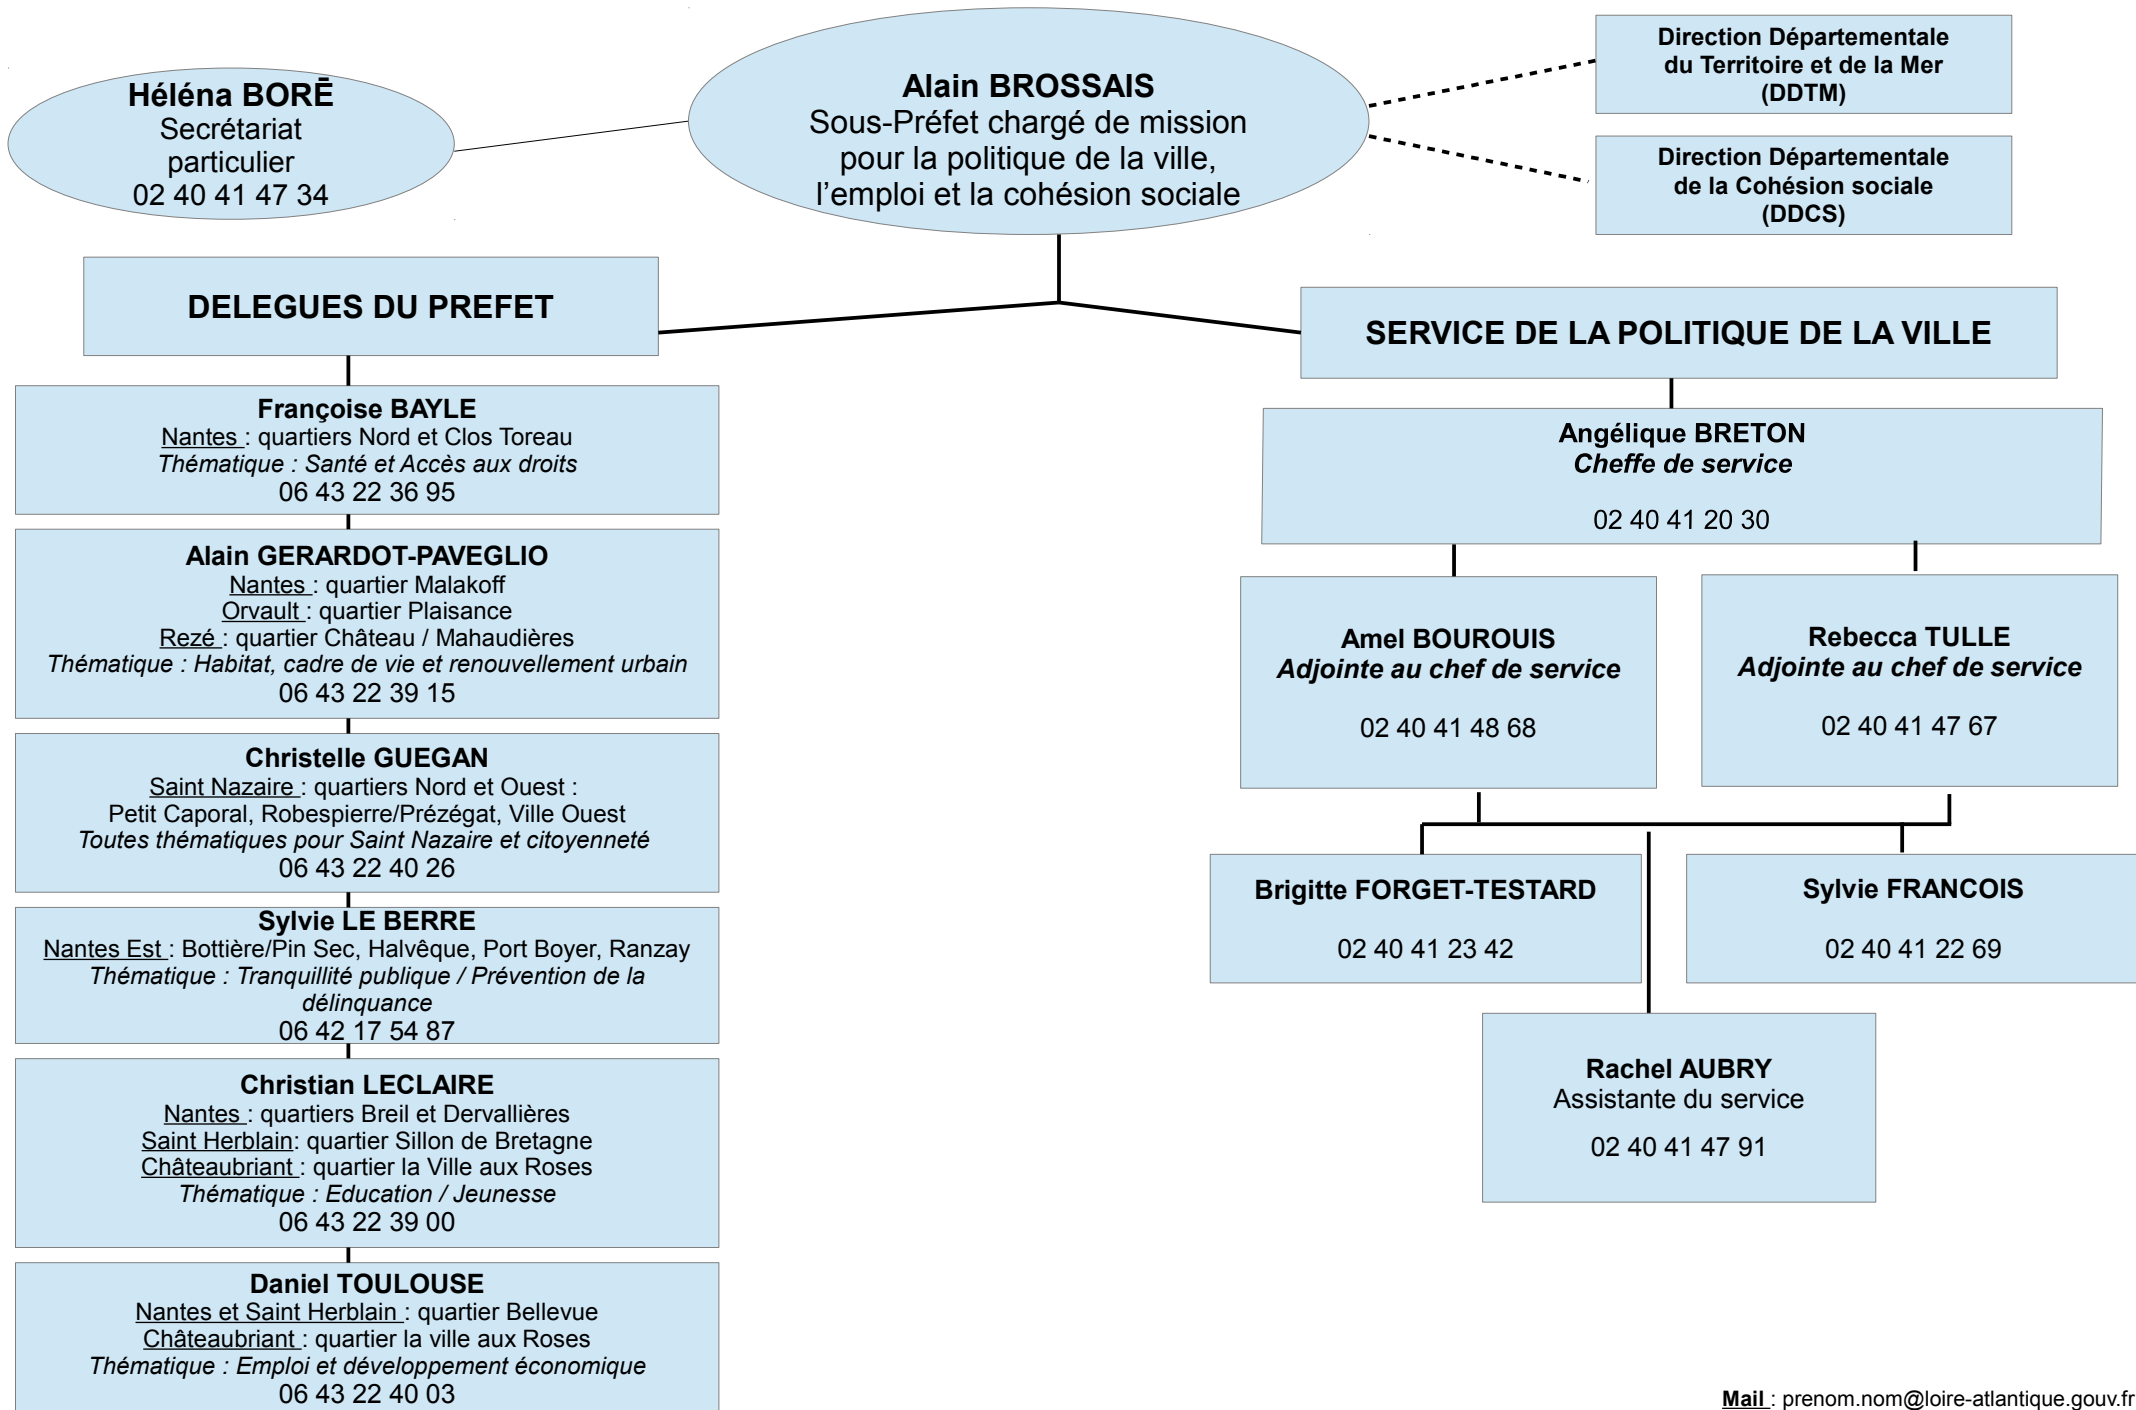 Héléna BORĒ
Secrétariat
particulier
02 40 41 47 34
Alain BROSSAIS
Sous-Préfet chargé de mission
pour la politique de la ville,
l’emploi et la cohésion sociale
Direction Départementale
du Territoire et de la Mer
(DDTM)
Direction Départementale
de la Cohésion sociale
(DDCS)
DELEGUES DU PREFET
Françoise BAYLE
Nantes : quartiers Nord et Clos Toreau
Thématique : Santé et Accès aux droits
06 43 22 36 95
Alain GERARDOT-PAVEGLIO
Nantes : quartier Malakoff
Orvault : quartier Plaisance
Rezé : quartier Château / Mahaudières
Thématique : Habitat, cadre de vie et renouvellement urbain
06 43 22 39 15
Christelle GUEGAN
Saint Nazaire : quartiers Nord et Ouest :
Petit Caporal, Robespierre/Prézégat, Ville Ouest
Toutes thématiques pour Saint Nazaire et citoyenneté
06 43 22 40 26
Sylvie LE BERRE
Nantes Est : Bottière/Pin Sec, Halvêque, Port Boyer, Ranzay
Thématique : Tranquillité publique / Prévention de la
délinquance
06 42 17 54 87
Christian LECLAIRE
Nantes : quartiers Breil et Dervallières
Saint Herblain: quartier Sillon de Bretagne
Châteaubriant : quartier la Ville aux Roses
Thématique : Education / Jeunesse
06 43 22 39 00
Daniel TOULOUSE
Nantes et Saint Herblain : quartier Bellevue
Châteaubriant : quartier la ville aux Roses
Thématique : Emploi et développement économique
06 43 22 40 03
SERVICE DE LA POLITIQUE DE LA VILLE
Angélique BRETON
Cheffe de service
02 40 41 20 30
Amel BOUROUIS
Adjointe au chef de service
02 40 41 48 68
Rebecca TULLE
Adjointe au chef de service
02 40 41 47 67
Brigitte FORGET-TESTARD
02 40 41 23 42
Sylvie FRANCOIS
02 40 41 22 69
Rachel AUBRY
Assistante du service
02 40 41 47 91
Mail : prenom.nom@loire-atlantique.gouv.fr